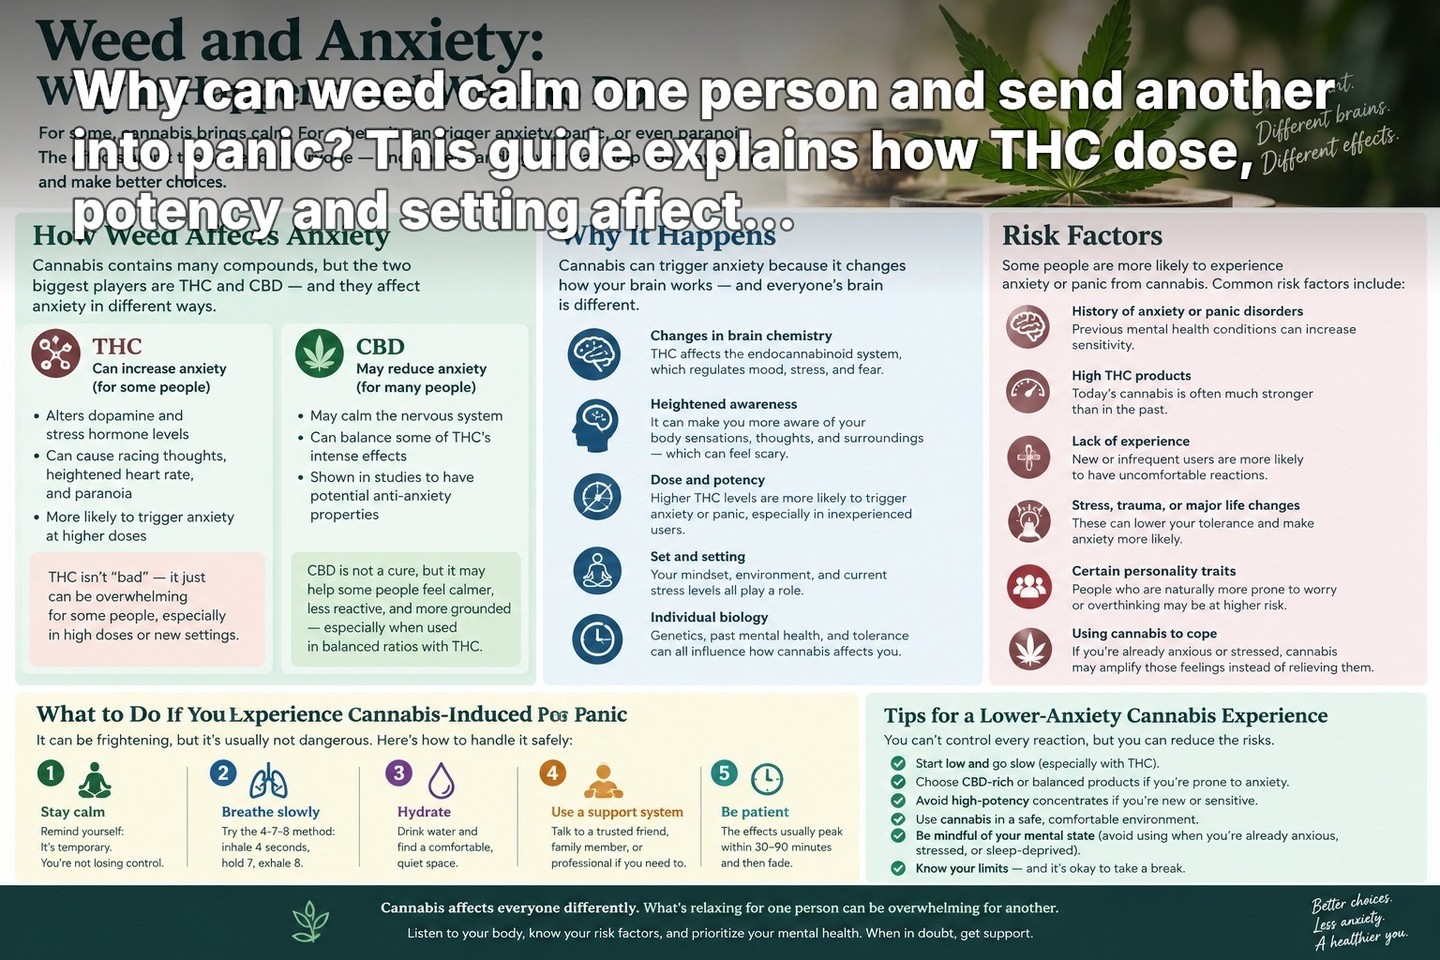 Weed and Anxiety:
Why can weed calm one person and send another
into panic? This guide explains how THC dose,
potency and setting affect...
and make better choices.
Different brains.
Different effects.
How Weed Affects Anxiety
Cannabis contains many compounds, but the two
biggest players are THC and CBD — and they affect
anxiety in different ways.
THC
Can increase anxiety
(for some people)
• Alters dopamine and
stress hormone levels
• Can cause racing thoughts,
heightened heart rate,
and paranoia
• More likely to trigger anxiety
at higher doses
THC isn't “bad” — it just
can be overwhelming
for some people, especially
in high doses or new settings.
CBD
May reduce anxiety
(for many people)
• May calm the nervous system
• Can balance some of THC's
intense effects
• Shown in studies to have
potential anti-anxiety
properties
CBD is not a cure, but it may
help some people feel calmer,
less reactive, and more grounded
— especially when used
in balanced ratios with THC.
Why It Happens
Cannabis can trigger anxiety because it changes
how your brain works — and everyone's brain
is different.
Changes in brain chemistry
THC affects the endocannabinoid system,
which regulates mood, stress, and fear.
Heightened awareness
It can make you more aware of your
body sensations, thoughts, and surroundings
— which can feel scary.
Dose and potency
Higher THC levels are more likely to trigger
anxiety or panic, especially in inexperienced
users.
Set and setting
Your mindset, environment, and current
stress levels all play a role.
Individual biology
Genetics, past mental health, and tolerance
can all influence how cannabis affects you.
Risk Factors
Some people are more likely to experience
anxiety or panic from cannabis. Common risk factors include:
History of anxiety or panic disorders
Previous mental health conditions can increase
sensitivity.
High THC products
Today's cannabis is often much stronger
than in the past.
Lack of experience
New or infrequent users are more likely
to have uncomfortable reactions.
Stress, trauma, or major life changes
These can lower your tolerance and make
anxiety more likely.
Certain personality traits
People who are naturally more prone to worry
or overthinking may be at higher risk.
Using cannabis to cope
If you're already anxious or stressed, cannabis
may amplify those feelings instead of relieving them.
What to Do If You Experience Cannabis-Induced Panic
It can be frightening, but it's usually not dangerous. Here's how to handle it safely:
1
Stay calm
Remind yourself:
It's temporary.
You're not losing control.
2
Breathe slowly
Try the 4-7-8 method:
inhale 4 seconds,
hold 7, exhale 8.
3
Hydrate
Drink water and
find a comfortable,
quiet space.
4
Use a support system
Talk to a trusted friend,
family member, or
professional if you need to.
5
Be patient
The effects usually peak
within 30–90 minutes
and then fade.
Tips for a Lower-Anxiety Cannabis Experience
You can't control every reaction, but you can reduce the risks.
Start low and go slow (especially with THC).
Choose CBD-rich or balanced products if you're prone to anxiety.
Avoid high-potency concentrates if you're new or sensitive.
Use cannabis in a safe, comfortable environment.
Be mindful of your mental state (avoid using when you're already anxious,
stressed, or sleep-deprived).
Know your limits — and it's okay to take a break.
Cannabis affects everyone differently. What's relaxing for one person can be overwhelming for another.
Listen to your body, know your risk factors, and prioritize your mental health. When in doubt, get support.
Better choices.
Less anxiety.
A healthier you.